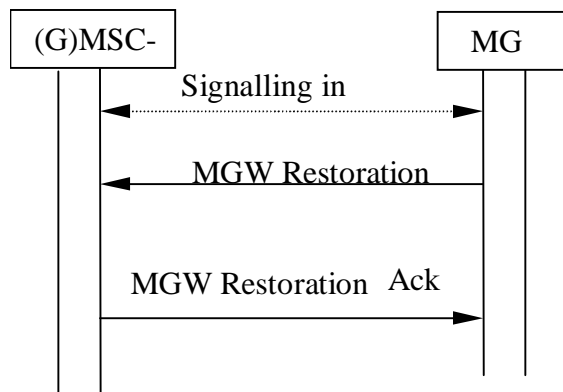 (G)MSC-
MG
Signalling in
MGW Restoration
MGW Restoration Ack